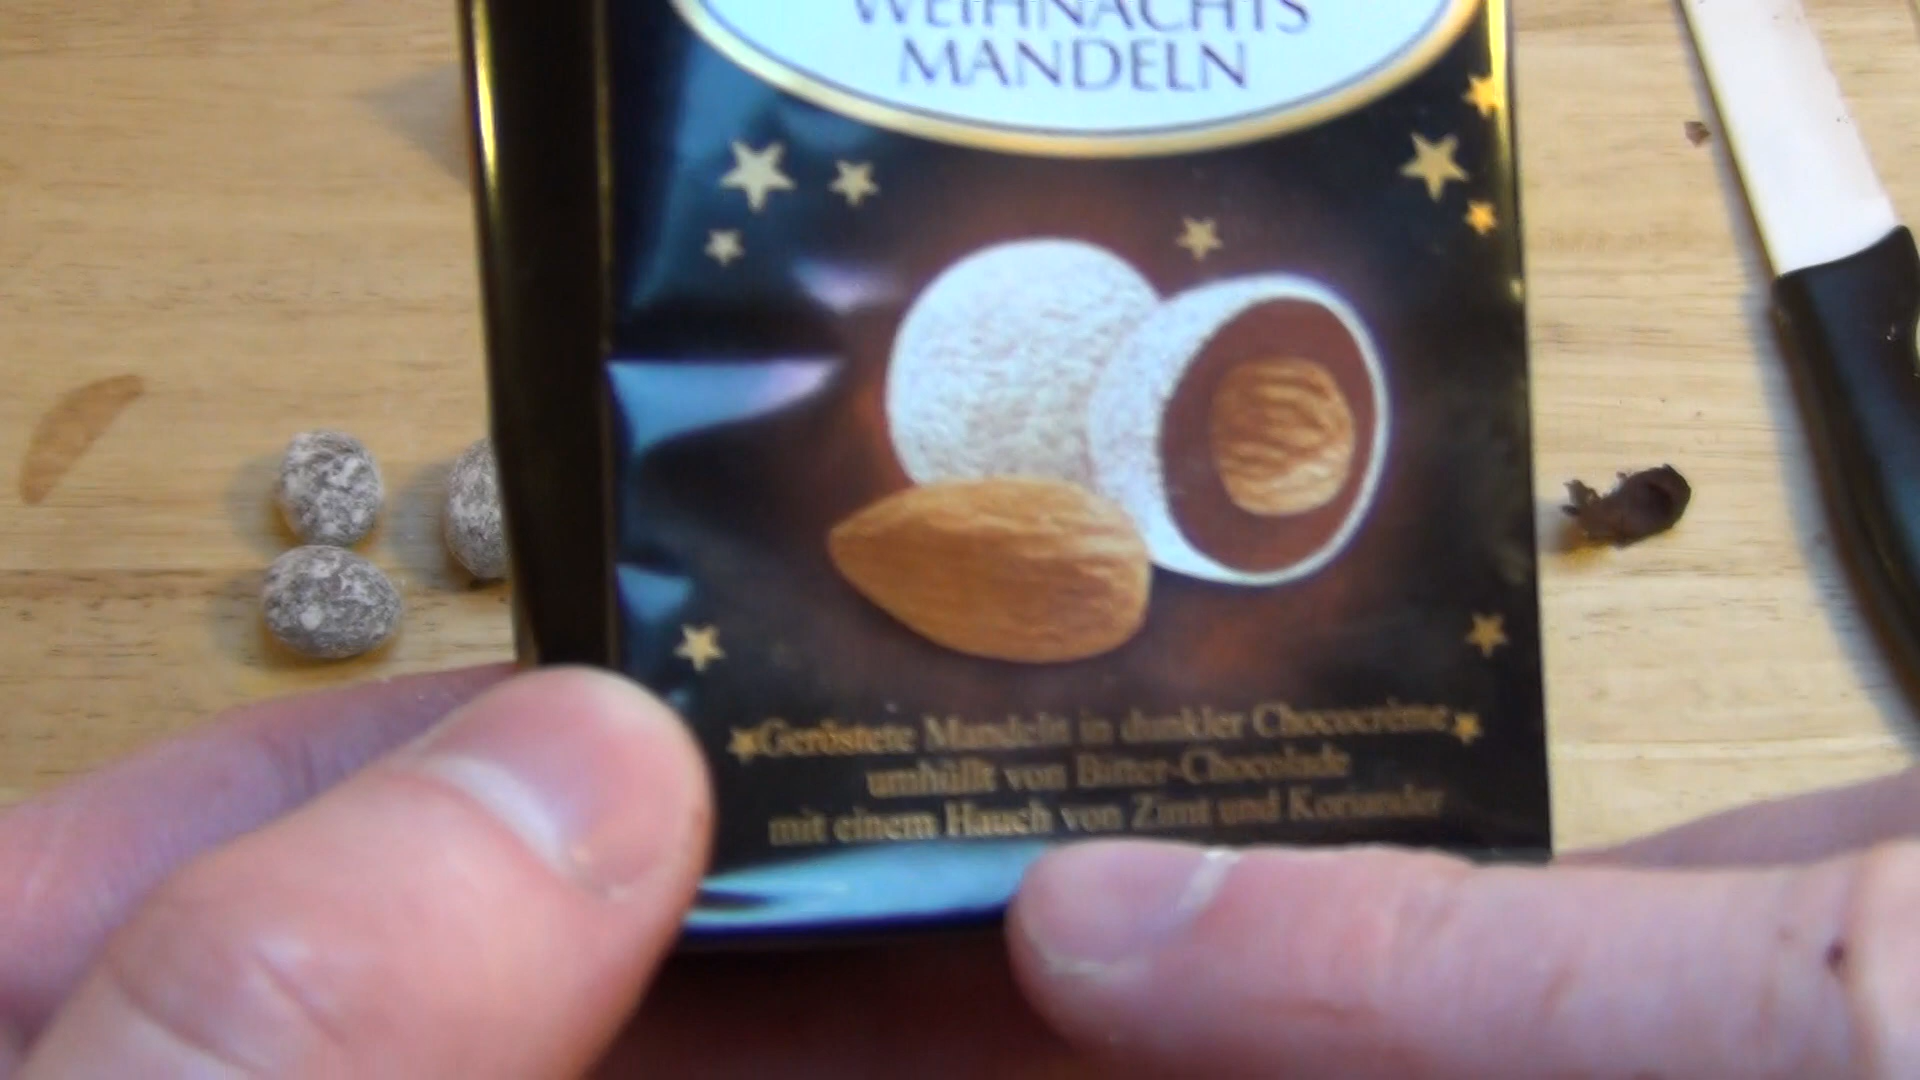 WEIHNACHTS
MANDELN
Geröstete Mandeln in dunkler Chococrème
umhüllt von Bitter-Chocolade
mit einem Hauch von Zimt und Koriander